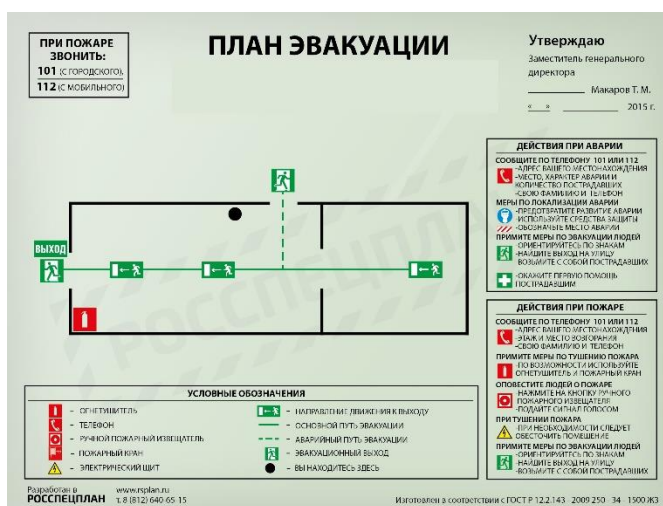 ПРИ ПОЖАРЕ
ЗВОНИТЬ:
101 (С ГОРОДСКОГО),
112 (С МОБИЛЬНОГО)
ПЛАН ЭВАКУАЦИИ
Утверждаю
Заместитель генерального
директора
Макаров Т. М.
« » 2015 г.
ВЫХОД
РОССПЕЦПЛАН
ДЕЙСТВИЯ ПРИ АВАРИИ
СООБЩИТЕ ПО ТЕЛЕФОНУ 101 ИЛИ 112
-АДРЕС ВАШЕГО МЕСТОНАХОЖДЕНИЯ
-МЕСТО, ХАРАКТЕР АВАРИИ И
КОЛИЧЕСТВО ПОСТРАДАВШИХ
-СВОЮ ФАМИЛИЮ И ТЕЛЕФОН
МЕРЫ ПО ЛОКАЛИЗАЦИИ АВАРИИ
-ПРЕДОТВРАТИТЕ РАЗВИТИЕ АВАРИИ
-ИСПОЛЬЗУЙТЕ СРЕДСТВА ЗАЩИТЫ
-ОБОЗНАЧЬТЕ МЕСТО АВАРИИ
ПРИМИТЕ МЕРЫ ПО ЭВАКУАЦИИ ЛЮДЕЙ
-ОРИЕНТИРУЙТЕСЬ ПО ЗНАКАМ
-НАЙДИТЕ ВЫХОД НА УЛИЦУ
-ВОЗЬМИТЕ С СОБОЙ ПОСТРАДАВШИХ
-ОКАЖИТЕ ПЕРВУЮ ПОМОЩЬ
ПОСТРАДАВШИМ
ДЕЙСТВИЯ ПРИ ПОЖАРЕ
СООБЩИТЕ ПО ТЕЛЕФОНУ 101 ИЛИ 112
-АДРЕС ВАШЕГО МЕСТОНАХОЖДЕНИЯ
-ЭТАЖ И МЕСТО ВОЗГОРАНИЯ
-СВОЮ ФАМИЛИЮ И ТЕЛЕФОН
ПРИМИТЕ МЕРЫ ПО ТУШЕНИЮ ПОЖАРА
-ПО ВОЗМОЖНОСТИ ИСПОЛЬЗУЙТЕ
ОГНЕТУШИТЕЛЬ И ПОЖАРНЫЙ КРАН
ОПОВЕСТИТЕ ЛЮДЕЙ О ПОЖАРЕ
-НАЖМИТЕ НА КНОПКУ РУЧНОГО
ПОЖАРНОГО ИЗВЕЩАТЕЛЯ
-ПОДАЙТЕ СИГНАЛ ГОЛОСОМ
ПРИ ТУШЕНИИ ПОЖАРА
-ПРИ НЕОБХОДИМОСТИ СЛЕДУЕТ
ОБЕСТОЧИТЬ ПОМЕЩЕНИЕ
ПРИМИТЕ МЕРЫ ПО ЭВАКУАЦИИ ЛЮДЕЙ
-ОРИЕНТИРУЙТЕСЬ ПО ЗНАКАМ
-НАЙДИТЕ ВЫХОД НА УЛИЦУ
-ВОЗЬМИТЕ С СОБОЙ ПОСТРАДАВШИХ
УСЛОВНЫЕ ОБОЗНАЧЕНИЯ
– ОГНЕТУШИТЕЛЬ
– ТЕЛЕФОН
– РУЧНОЙ ПОЖАРНЫЙ ИЗВЕЩАТЕЛЬ
– ПОЖАРНЫЙ КРАН
– ЭЛЕКТРИЧЕСКИЙ ЩИТ
– НАПРАВЛЕНИЕ ДВИЖЕНИЯ К ВЫХОДУ
– ОСНОВНОЙ ПУТЬ ЭВАКУАЦИИ
– АВАРИЙНЫЙ ПУТЬ ЭВАКУАЦИИ
– ЭВАКУАЦИОННЫЙ ВЫХОД
– ВЫ НАХОДИТЕСЬ ЗДЕСЬ
Разработан в www.rsplan.ru
РОССПЕЦПЛАН т. 8 (812) 640-65-15
Изготовлен в соответствии с ГОСТ Р 12.2.143 - 2009 250 - 34 - 1500 ЖЗ